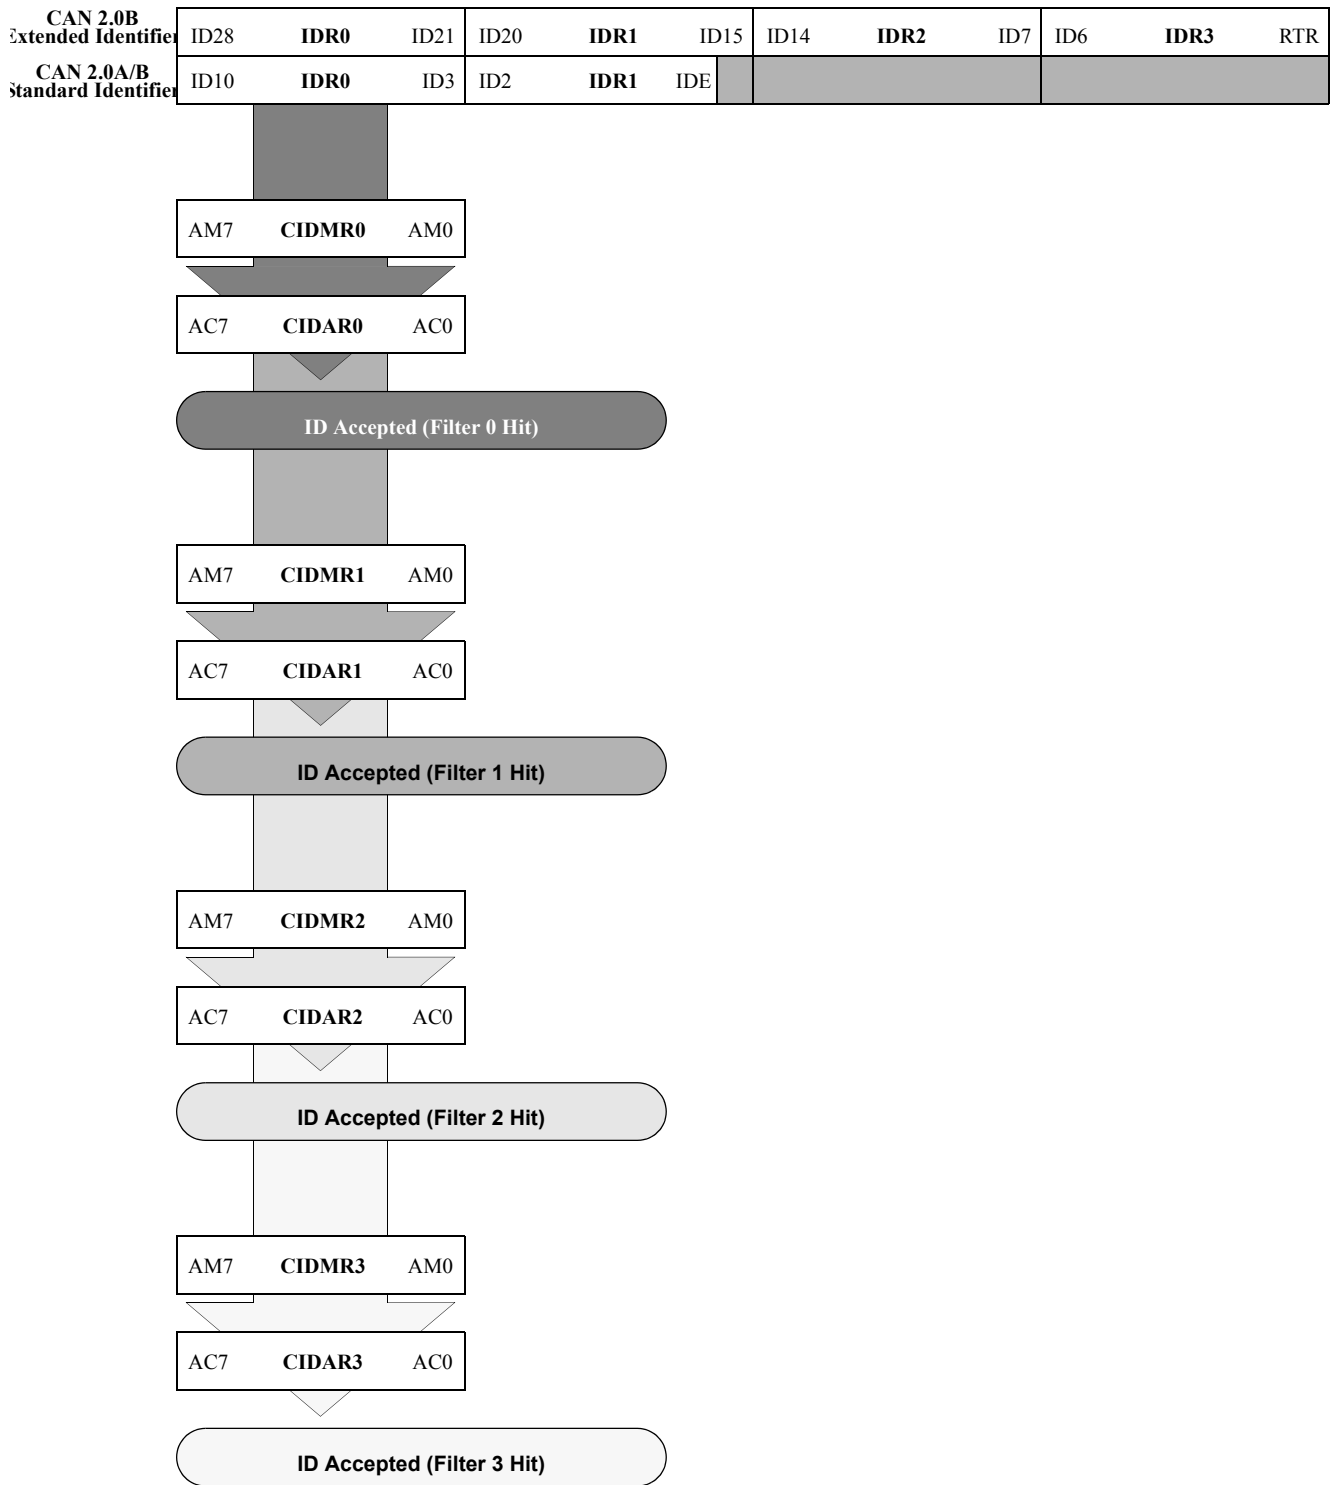 CAN 2.0B
Extended Identifier ID28 IDR0 ID21 ID20 IDR1 ID15 ID14 IDR2 ID7 ID6 IDR3 RTR
CAN 2.0A/B
Standard Identifier ID10 IDR0 ID3 ID2 IDR1 IDE
AM7 CIDMR0 AM0
AC7 CIDAR0 AC0
ID Accepted (Filter 0 Hit)
AM7 CIDMR1 AM0
AC7 CIDAR1 AC0
ID Accepted (Filter 1 Hit)
AM7 CIDMR2 AM0
AC7 CIDAR2 AC0
ID Accepted (Filter 2 Hit)
AM7 CIDMR3 AM0
AC7 CIDAR3 AC0
ID Accepted (Filter 3 Hit)